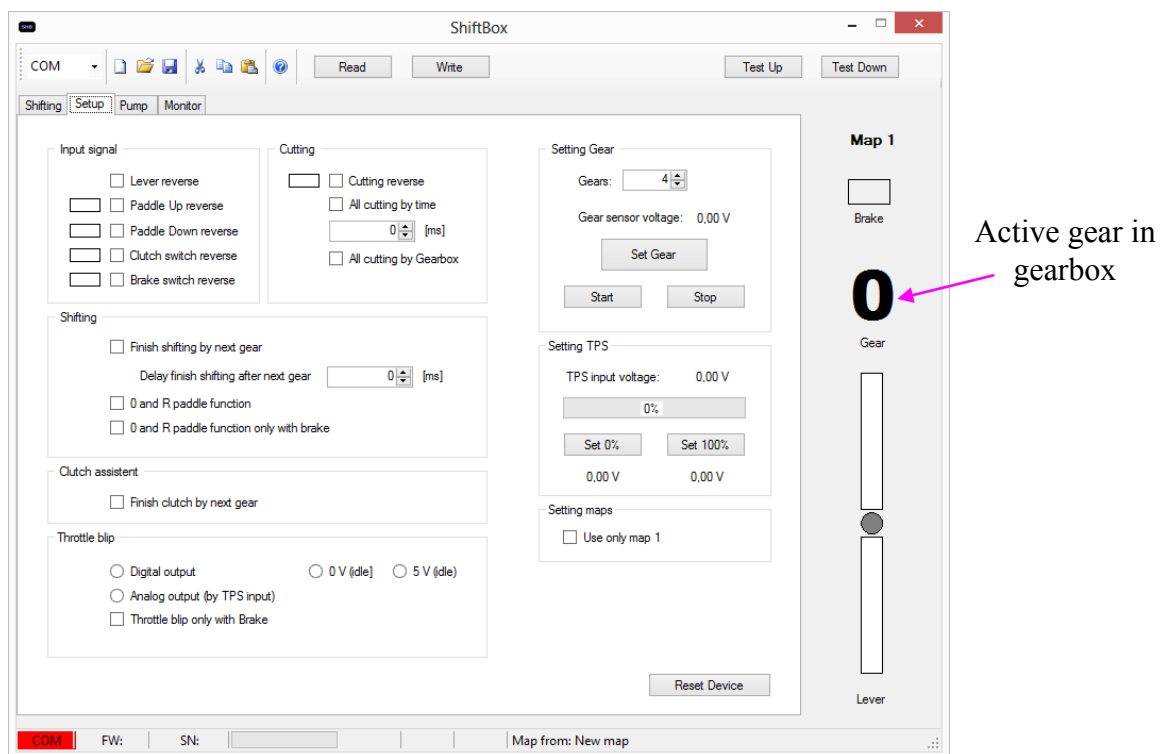 SHB
ShiftBox
COM
Read
Write
Test Up
Test Down
Shifting
Setup
Pump
Monitor
Input signal
Lever reverse
Paddle Up reverse
Paddle Down reverse
Clutch switch reverse
Brake switch reverse
Cutting
Cutting reverse
All cutting by time
0 [ms]
All cutting by Gearbox
Shifting
Finish shifting by next gear
Delay finish shifting after next gear 0 [ms]
0 and R paddle function
0 and R paddle function only with brake
Clutch assistent
Finish clutch by next gear
Throttle blip
Digital output
0 V (idle]
5 V (idle)
Analog output (by TPS input)
Throttle blip only with Brake
Setting Gear
Gears: 4
Gear sensor voltage: 0,00 V
Set Gear
Start
Stop
Setting TPS
TPS input voltage: 0,00 V
0%
Set 0%
Set 100%
0,00 V
0,00 V
Setting maps
Use only map 1
Reset Device
Map 1
Brake
0
Gear
Lever
Active gear in
gearbox
COM
FW:
SN:
Map from: New map